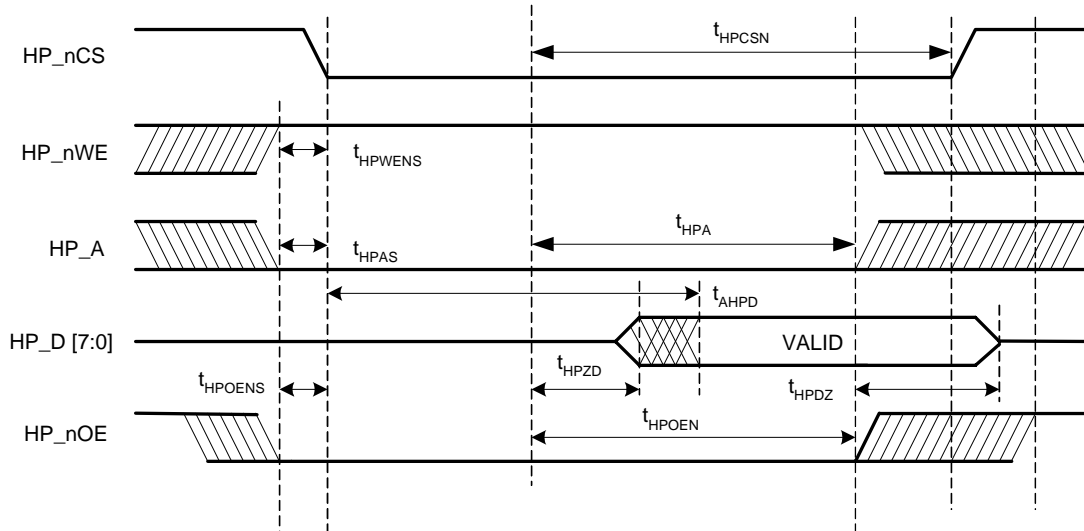 HP_nCS
tHPCSN
HP_nWE
tHPWENS
HP_A
tHPAS
tHPA
tAHPD
HP_D [7:0]
VALID
tHPZD
tHPOENS
tHPDZ
tHPOEN
HP_nOE